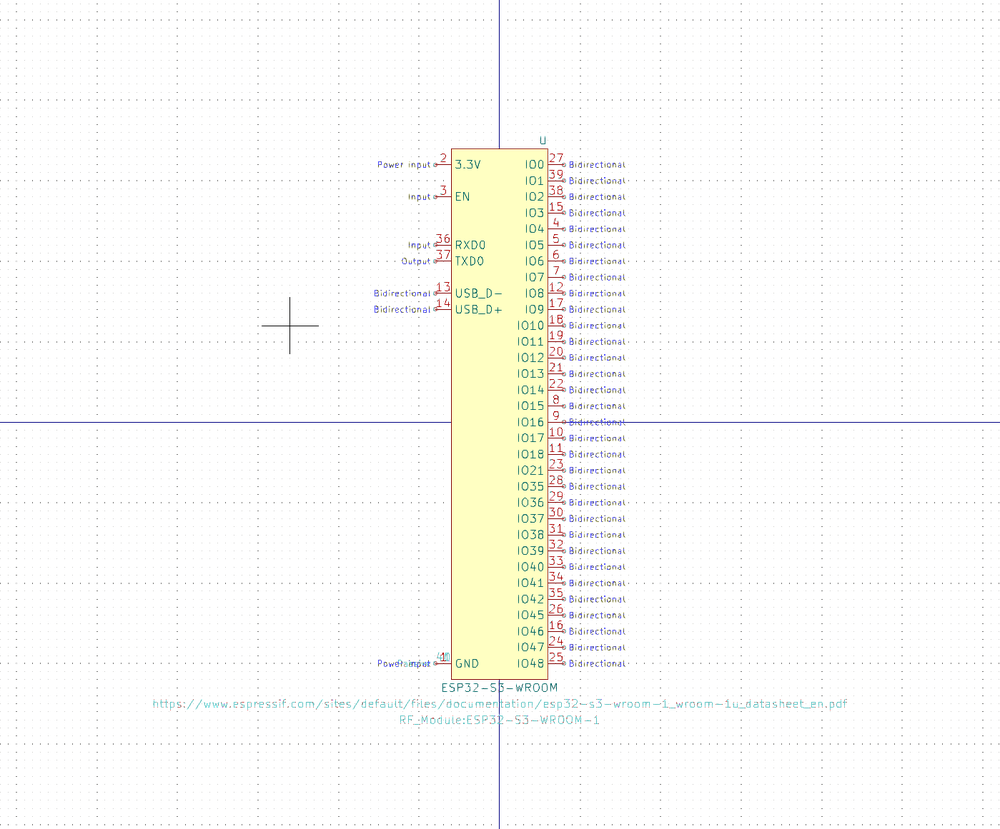 U
Power input 2 3.3V IO0 27 Bidirectional
IO1 39 Bidirectional
Input 3 EN IO2 38 Bidirectional
IO3 15 Bidirectional
IO4 4 Bidirectional
Input 36 RXD0 IO5 5 Bidirectional
Output 37 TXD0 IO6 6 Bidirectional
IO7 7 Bidirectional
Bidirectional 13 USB_D- IO8 12 Bidirectional
Bidirectional 14 USB_D+ IO9 17 Bidirectional
IO10 18 Bidirectional
IO11 19 Bidirectional
IO12 20 Bidirectional
IO13 21 Bidirectional
IO14 22 Bidirectional
IO15 8 Bidirectional
IO16 9 Bidirectional
IO17 10 Bidirectional
IO18 11 Bidirectional
IO21 23 Bidirectional
IO35 28 Bidirectional
IO36 29 Bidirectional
IO37 30 Bidirectional
IO38 31 Bidirectional
IO39 32 Bidirectional
IO40 33 Bidirectional
IO41 34 Bidirectional
IO42 35 Bidirectional
IO45 26 Bidirectional
IO46 16 Bidirectional
IO47 24 Bidirectional
Power input 1 GND IO48 25 Bidirectional
ESP32-S3-WROOM
https://www.espressif.com/sites/default/files/documentation/esp32-s3-wroom-1_wroom-1u_datasheet_en.pdf
RF_Module:ESP32-S3-WROOM-1